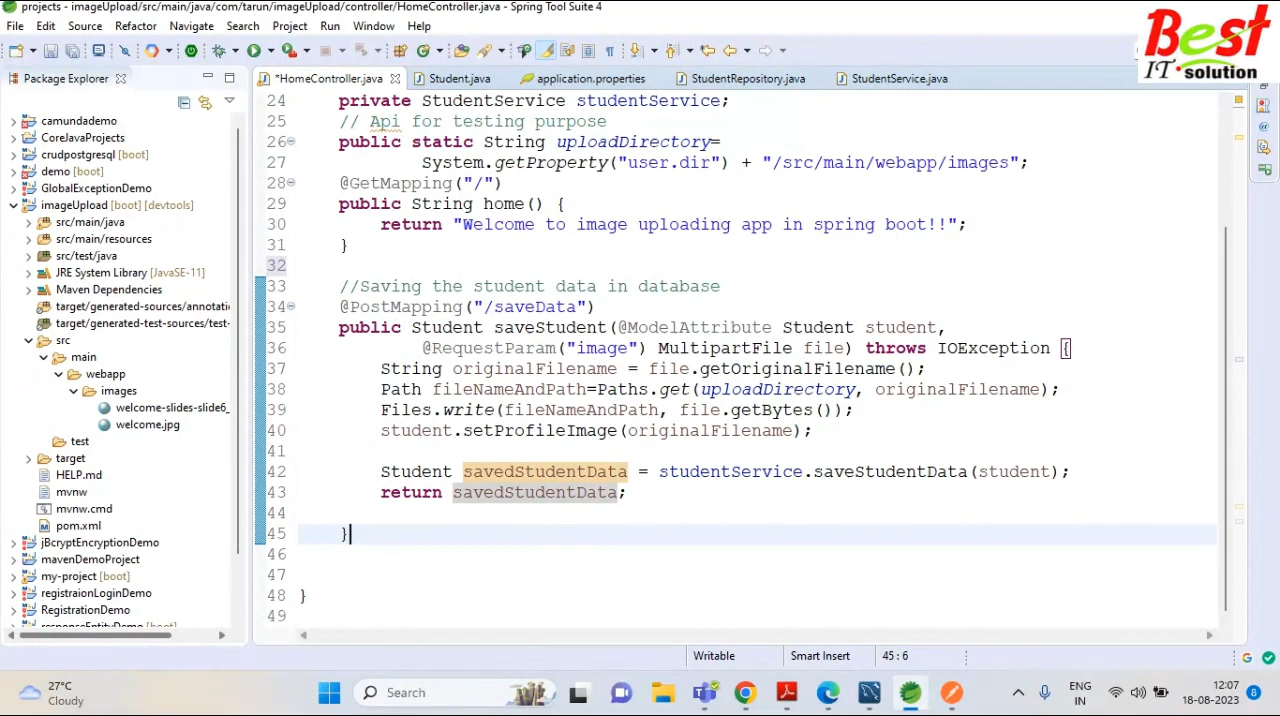 projects - imageUpload/src/main/java/com/tarun/imageUpload/controller/HomeController.java - Spring Tool Suite 4
File Edit Source Refactor Navigate Search Project Run Window Help
Best
IT solution
Package Explorer
*HomeController.java Student.java application.properties StudentRepository.java StudentService.java
camundademo
CoreJavaProjects
crudpostgresql [boot]
demo [boot]
GlobalExceptionDemo
imageUpload [boot] [devtools]
src/main/java
src/main/resources
src/test/java
JRE System Library [JavaSE-11]
Maven Dependencies
target/generated-sources/annotati
target/generated-test-sources/test-
src
main
webapp
images
welcome-slides-slide6_
welcome.jpg
test
target
HELP.md
mvnw
mvnw.cmd
pom.xml
jBcryptEncryptionDemo
mavenDemoProject
my-project [boot]
registraionLoginDemo
RegistrationDemo
responseEntityDemo [boot]
24 private StudentService studentService;
25 // Api for testing purpose
26 public static String uploadDirectory=
27 System.getProperty("user.dir") + "/src/main/webapp/images";
28 @GetMapping("/")
29 public String home() {
30 return "Welcome to image uploading app in spring boot!!";
31 }
32
33 //Saving the student data in database
34 @PostMapping("/saveData")
35 public Student saveStudent(@ModelAttribute Student student,
36 @RequestParam("image") MultipartFile file) throws IOException {
37 String originalFilename = file.getOriginalFilename();
38 Path fileNameAndPath=Paths.get(uploadDirectory, originalFilename);
39 Files.write(fileNameAndPath, file.getBytes());
40 student.setProfileImage(originalFilename);
41
42 Student savedStudentData = studentService.saveStudentData(student);
43 return savedStudentData;
44
45 }
46
47
48 }
49
Writable Smart Insert 45 : 6
27°C
Cloudy
Search
ENG
IN
12:07
18-08-2023
8